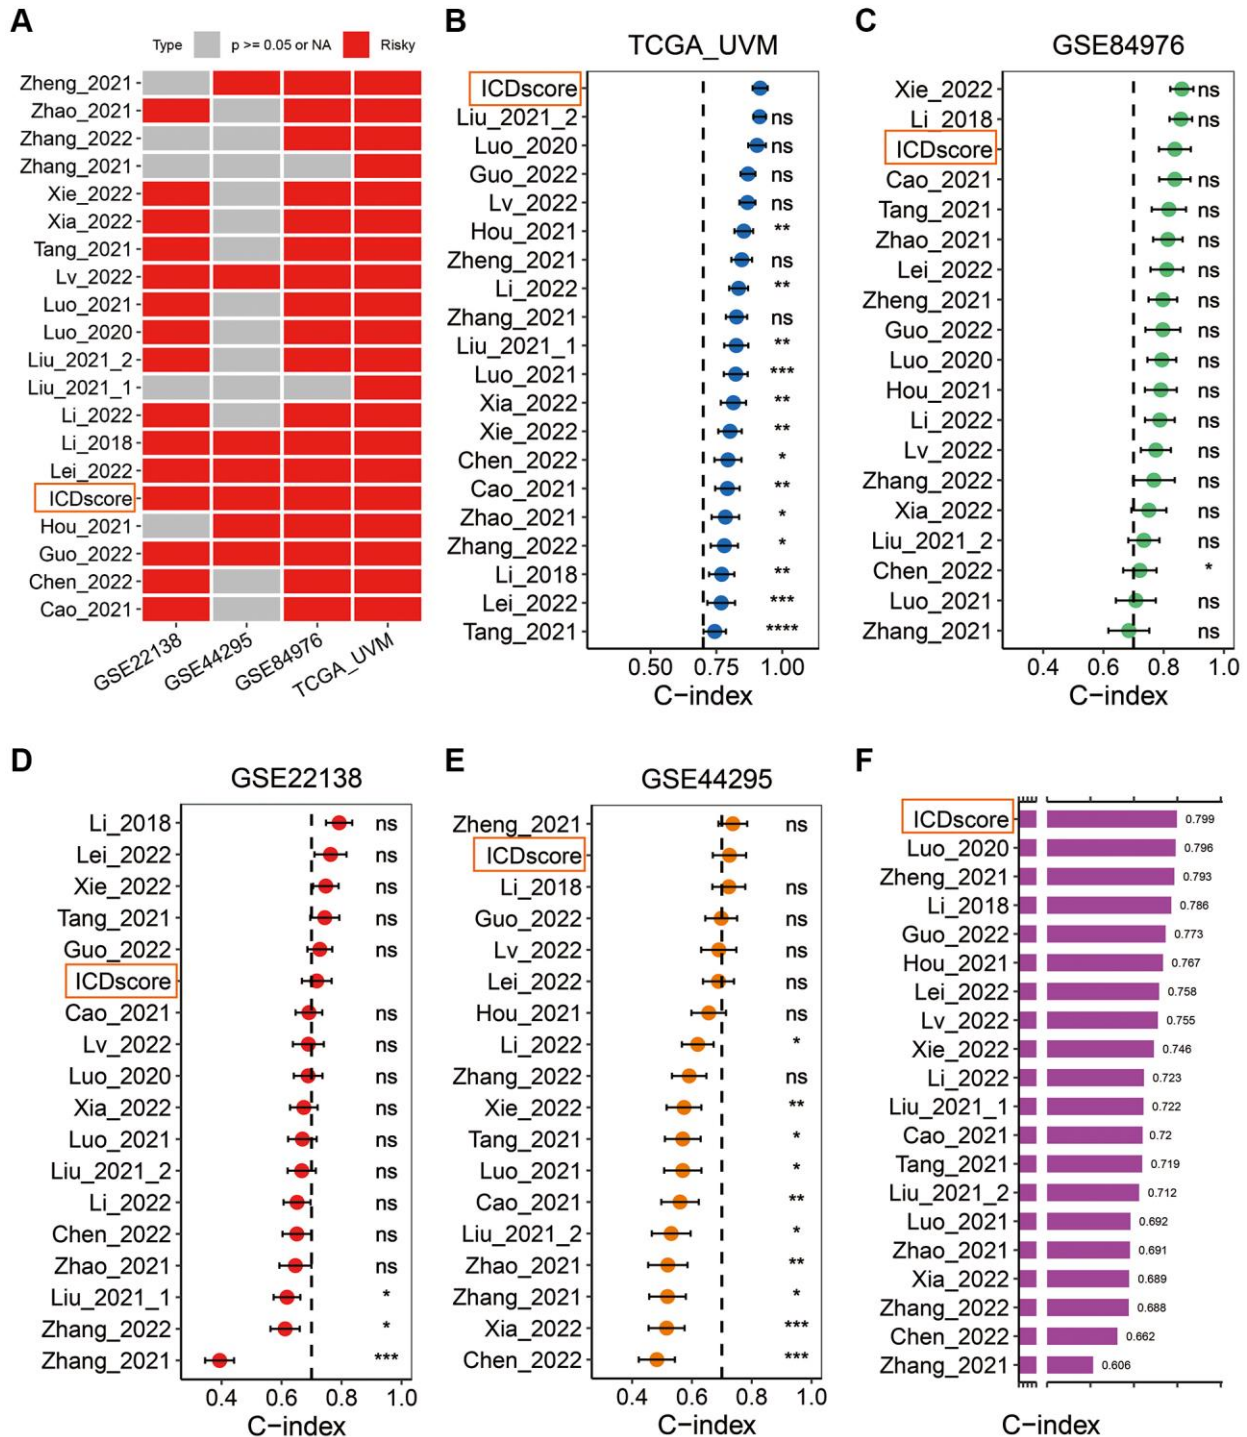 A
Type p >= 0.05 or NA Risky
Zheng_2021
Zhao_2021
Zhang_2022
Zhang_2021
Xie_2022
Xia_2022
Tang_2021
Lv_2022
Luo_2021
Luo_2020
Liu_2021_2
Liu_2021_1
Li_2022
Li_2018
Lei_2022
ICDscore
Hou_2021
Guo_2022
Chen_2022
Cao_2021
GSE22138 GSE44295 GSE84976 TCGA_UVM
B
TCGA_UVM
ICDscore
Liu_2021_2 ns
Luo_2020 ns
Guo_2022 ns
Lv_2022 ns
Hou_2021 **
Zheng_2021 ns
Li_2022 **
Zhang_2021 ns
Liu_2021_1 **
Luo_2021 ***
Xia_2022 **
Xie_2022 **
Chen_2022 *
Cao_2021 **
Zhao_2021 *
Zhang_2022 *
Li_2018 **
Lei_2022 ***
Tang_2021 ****
0.50 0.75 1.00
C−index
C
GSE84976
Xie_2022 ns
Li_2018 ns
ICDscore
Cao_2021 ns
Tang_2021 ns
Zhao_2021 ns
Lei_2022 ns
Zheng_2021 ns
Guo_2022 ns
Luo_2020 ns
Hou_2021 ns
Li_2022 ns
Lv_2022 ns
Zhang_2022 ns
Xia_2022 ns
Liu_2021_2 ns
Chen_2022 *
Luo_2021 ns
Zhang_2021 ns
0.4 0.6 0.8 1.0
C−index
D
GSE22138
Li_2018 ns
Lei_2022 ns
Xie_2022 ns
Tang_2021 ns
Guo_2022 ns
ICDscore
Cao_2021 ns
Lv_2022 ns
Luo_2020 ns
Xia_2022 ns
Luo_2021 ns
Liu_2021_2 ns
Li_2022 ns
Chen_2022 ns
Zhao_2021 ns
Liu_2021_1 *
Zhang_2022 *
Zhang_2021 ***
0.4 0.6 0.8 1.0
C−index
E
GSE44295
Zheng_2021 ns
ICDscore
Li_2018 ns
Guo_2022 ns
Lv_2022 ns
Lei_2022 ns
Hou_2021 ns
Li_2022 *
Zhang_2022 ns
Xie_2022 **
Tang_2021 *
Luo_2021 *
Cao_2021 **
Liu_2021_2 *
Zhao_2021 **
Zhang_2021 *
Xia_2022 ***
Chen_2022 ***
0.4 0.6 0.8 1.0
C−index
F
ICDscore 0.799
Luo_2020 0.796
Zheng_2021 0.793
Li_2018 0.786
Guo_2022 0.773
Hou_2021 0.767
Lei_2022 0.758
Lv_2022 0.755
Xie_2022 0.746
Li_2022 0.723
Liu_2021_1 0.722
Cao_2021 0.72
Tang_2021 0.719
Liu_2021_2 0.712
Luo_2021 0.692
Zhao_2021 0.691
Xia_2022 0.689
Zhang_2022 0.688
Chen_2022 0.662
Zhang_2021 0.606
C−index